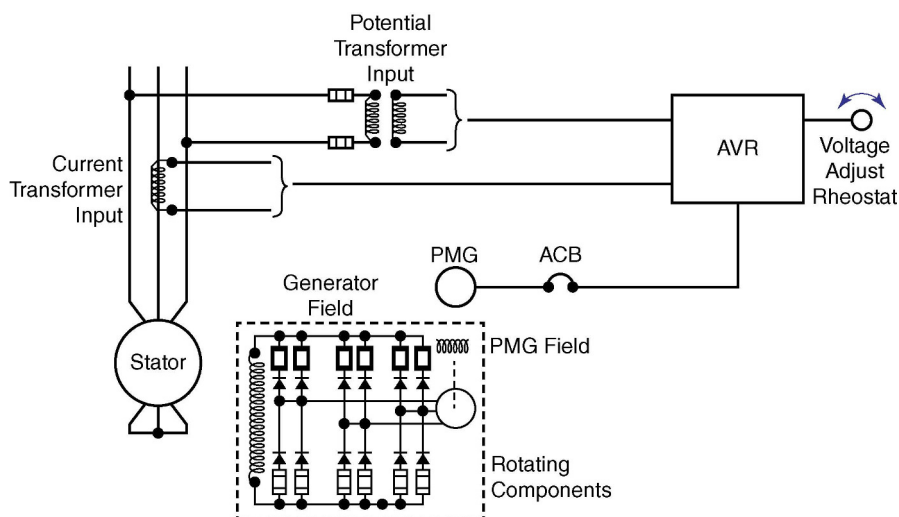 Potential
Transformer
Input
Current
Transformer
Input
AVR
Voltage
Adjust
Rheostat
PMG
ACB
Generator
Field
Stator
PMG Field
Rotating
Components